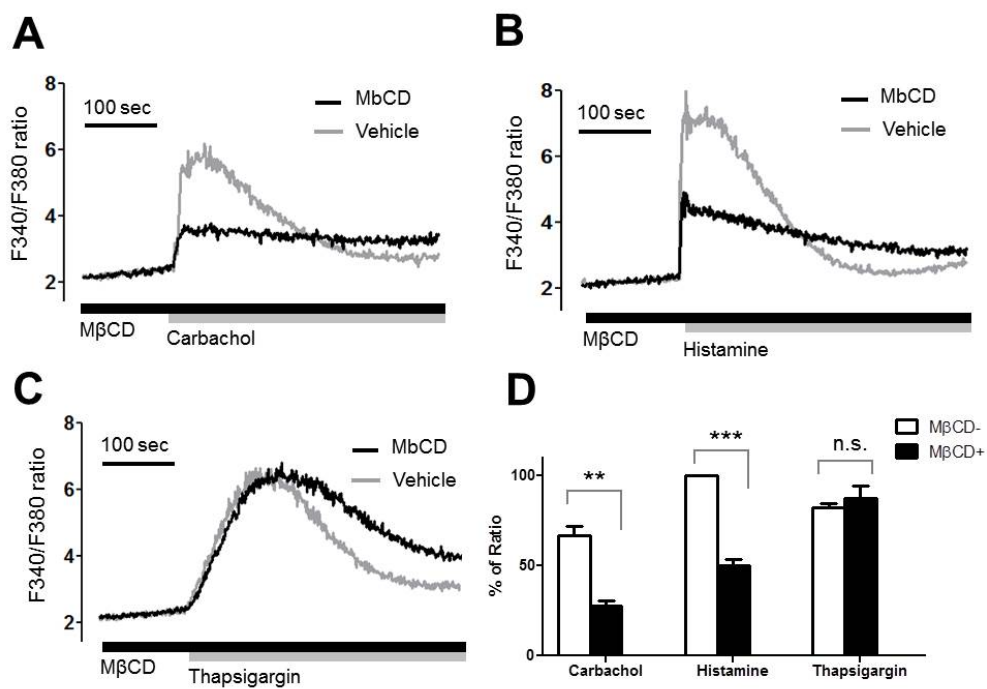 A
8
6
4
2
F340/F380 ratio
100 sec
MbCD
Vehicle
MβCD
Carbachol
B
8
6
4
2
F340/F380 ratio
100 sec
MbCD
Vehicle
MβCD
Histamine
C
8
6
4
2
F340/F380 ratio
100 sec
MbCD
Vehicle
MβCD
Thapsigargin
D
MβCD-
MβCD+
100
50
0
% of Ratio
**
***
n.s.
Carbachol Histamine Thapsigargin